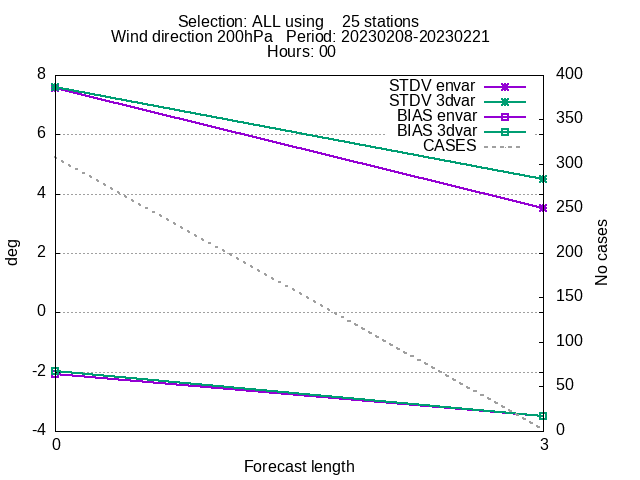 Selection: ALL using    25 stations
Wind direction 200hPa   Period: 20230208-20230221
Hours: 00
8
6
4
2
0
-2
-4
deg
400
350
300
250
200
150
100
50
0
No cases
STDV envar
STDV 3dvar
BIAS envar
BIAS 3dvar
CASES
0
3
Forecast length